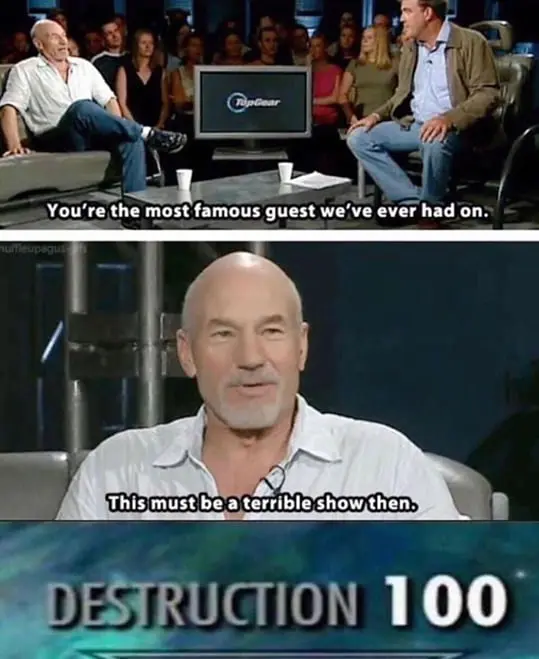 TopGear
You're the most famous guest we've ever had on.
This must be a terrible show then.
DESTRUCTION 100